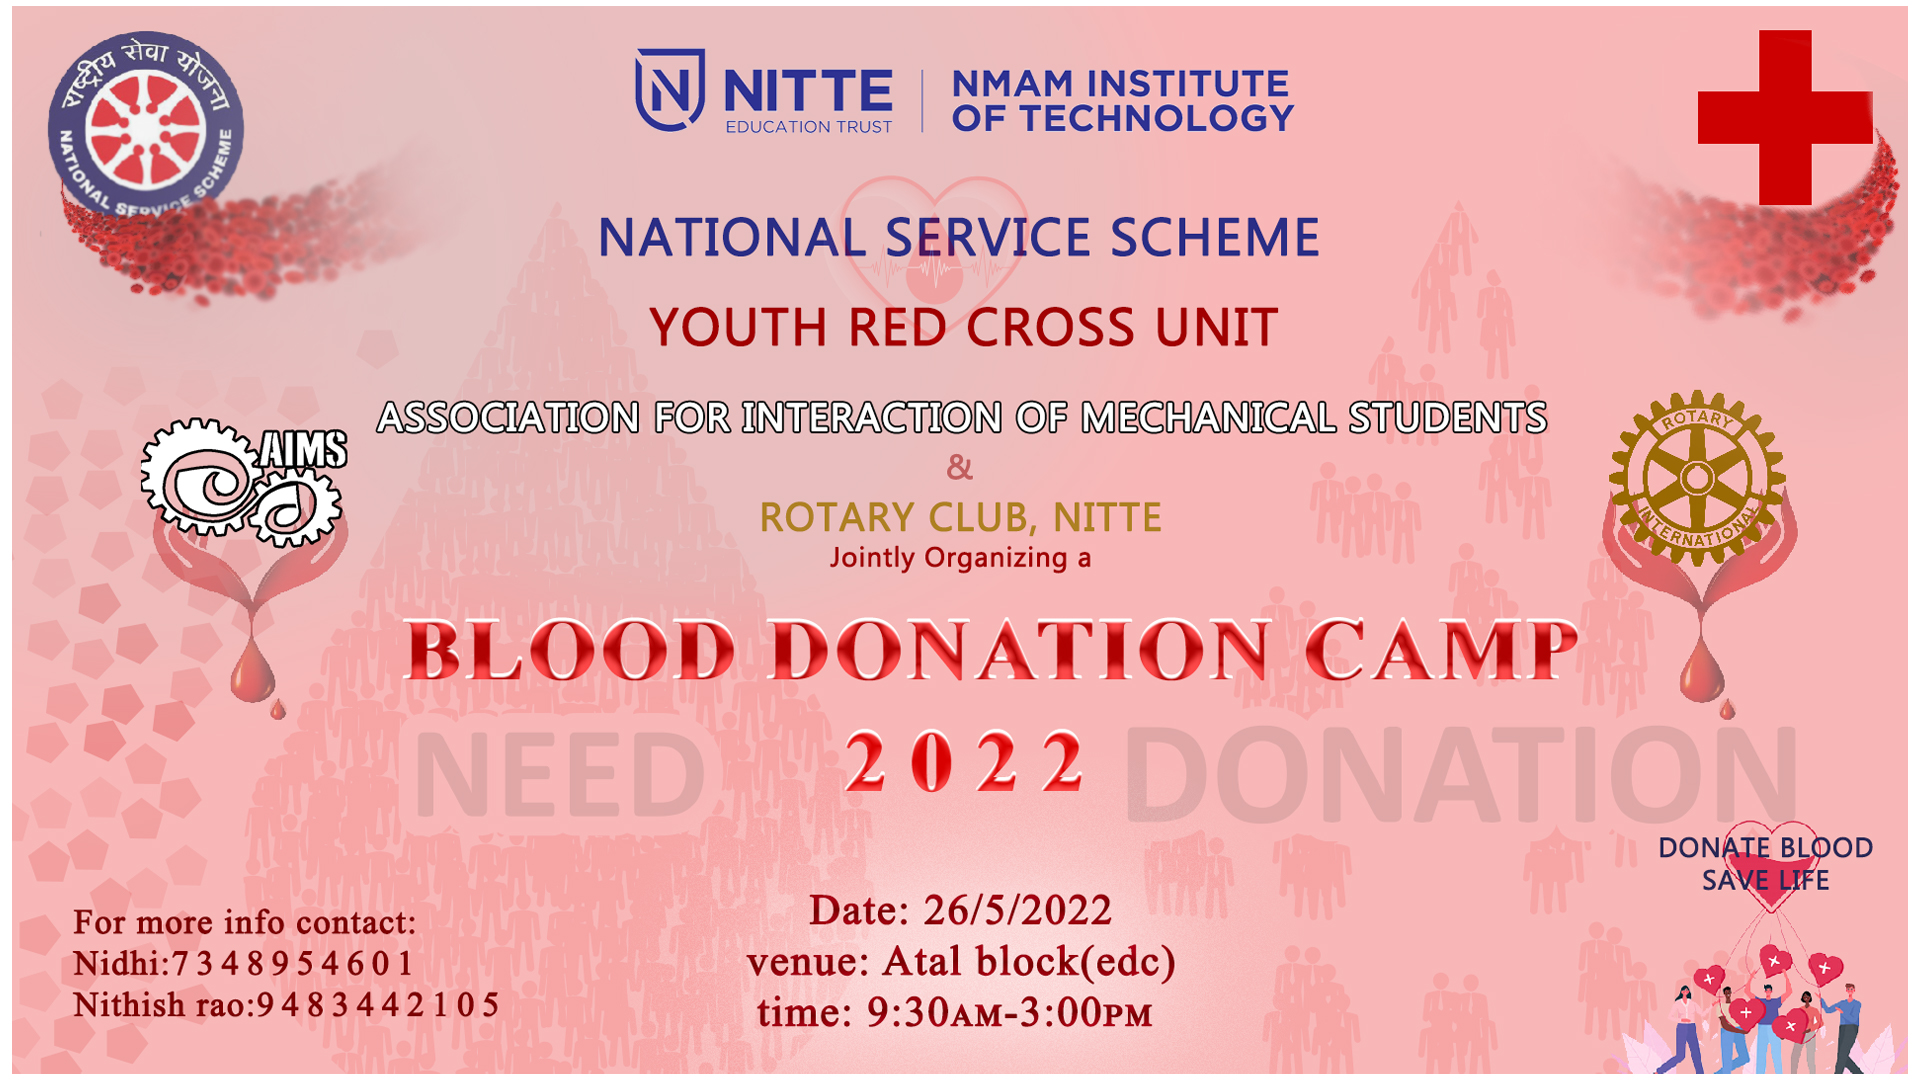 राष्ट्रीय सेवा योजना
NATIONAL SERVICE SCHEME
NITTE
EDUCATION TRUST
NMAM INSTITUTE
OF TECHNOLOGY
NATIONAL SERVICE SCHEME
YOUTH RED CROSS UNIT
ASSOCIATION FOR INTERACTION OF MECHANICAL STUDENTS
&
ROTARY CLUB, NITTE
Jointly Organizing a
AIMS
ROTARY
INTERNATIONAL
BLOOD DONATION CAMP
2022
NEED DONATION
DONATE BLOOD
SAVE LIFE
For more info contact:
Nidhi:7348954601
Nithish rao:9483442105
Date: 26/5/2022
venue: Atal block(edc)
time: 9:30AM-3:00PM